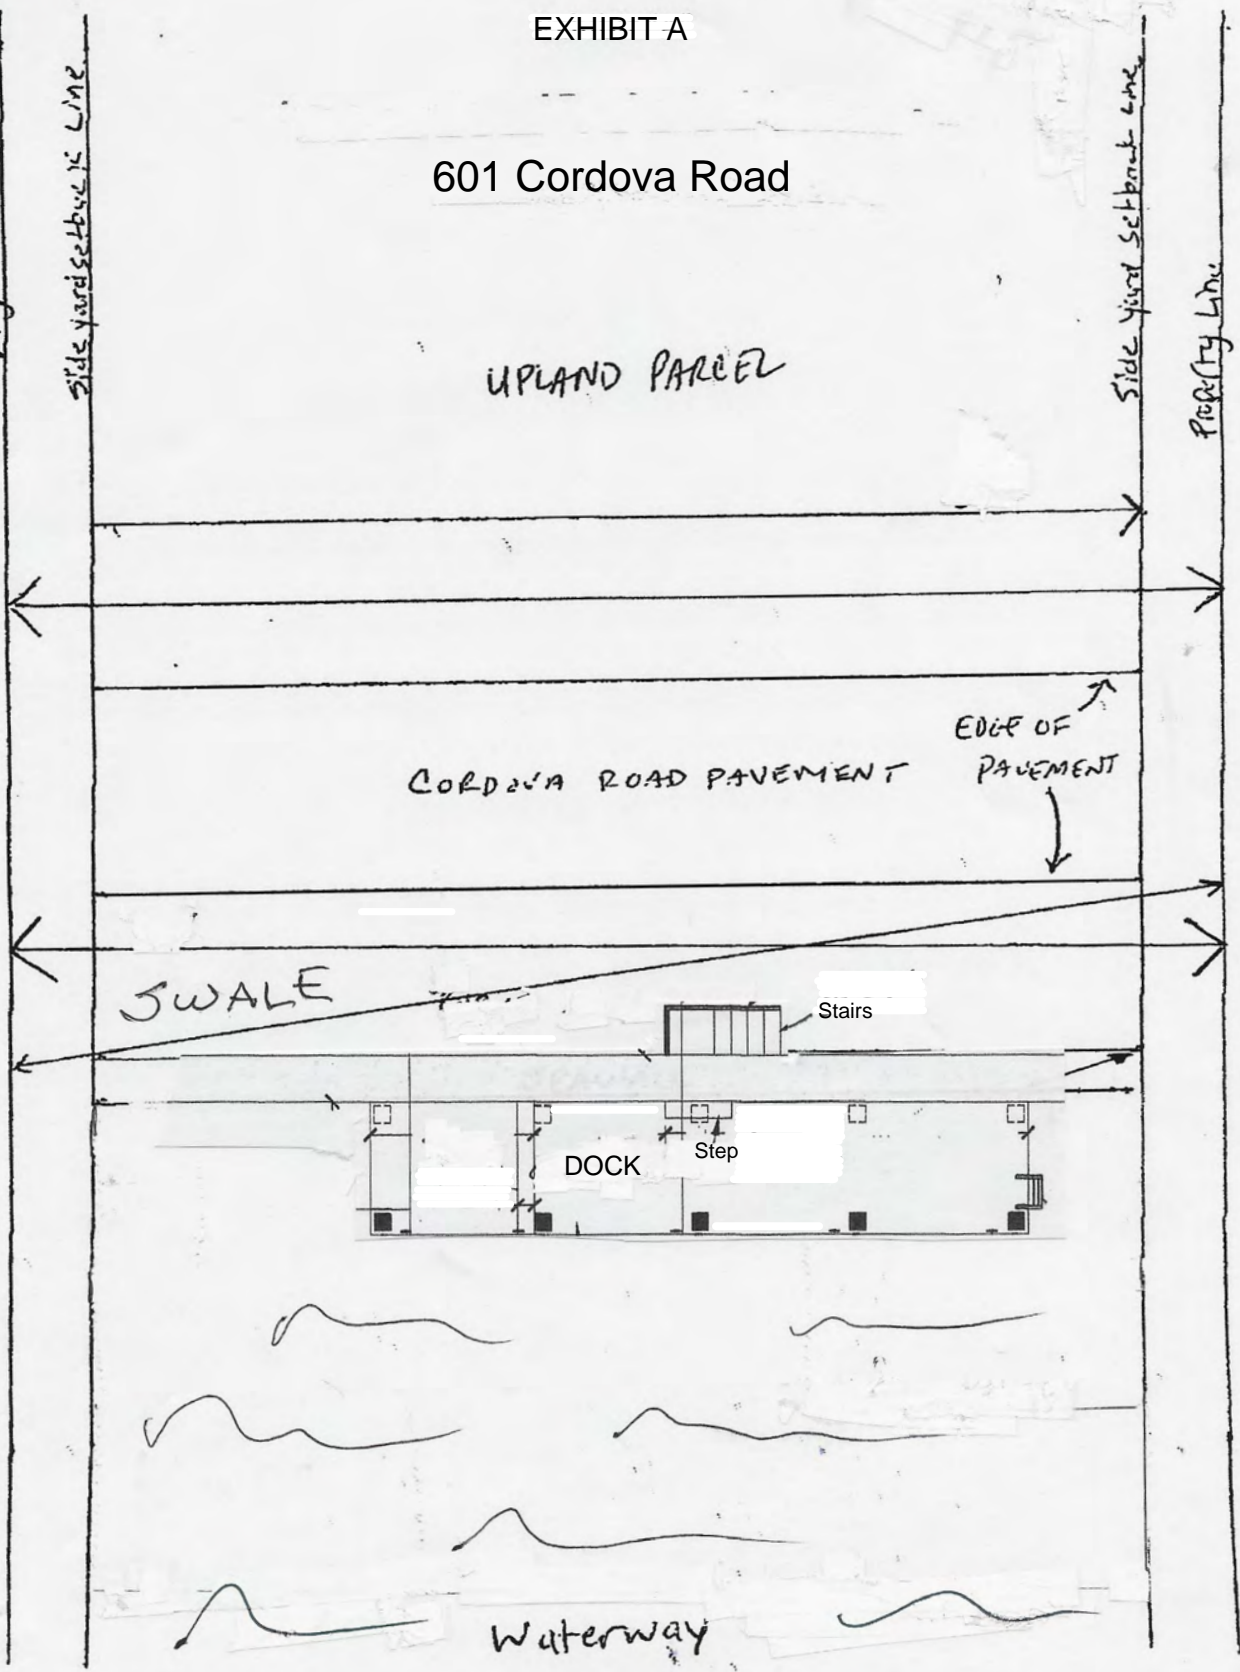 EXHIBIT A
Side yard setback Line
Side Yard Setback Line
601 Cordova Road
Property Line
UPLAND PARCEL
EDGE OF
PAVEMENT
CORDOVA ROAD PAVEMENT
SWALE
Stairs
Step
DOCK
Waterway